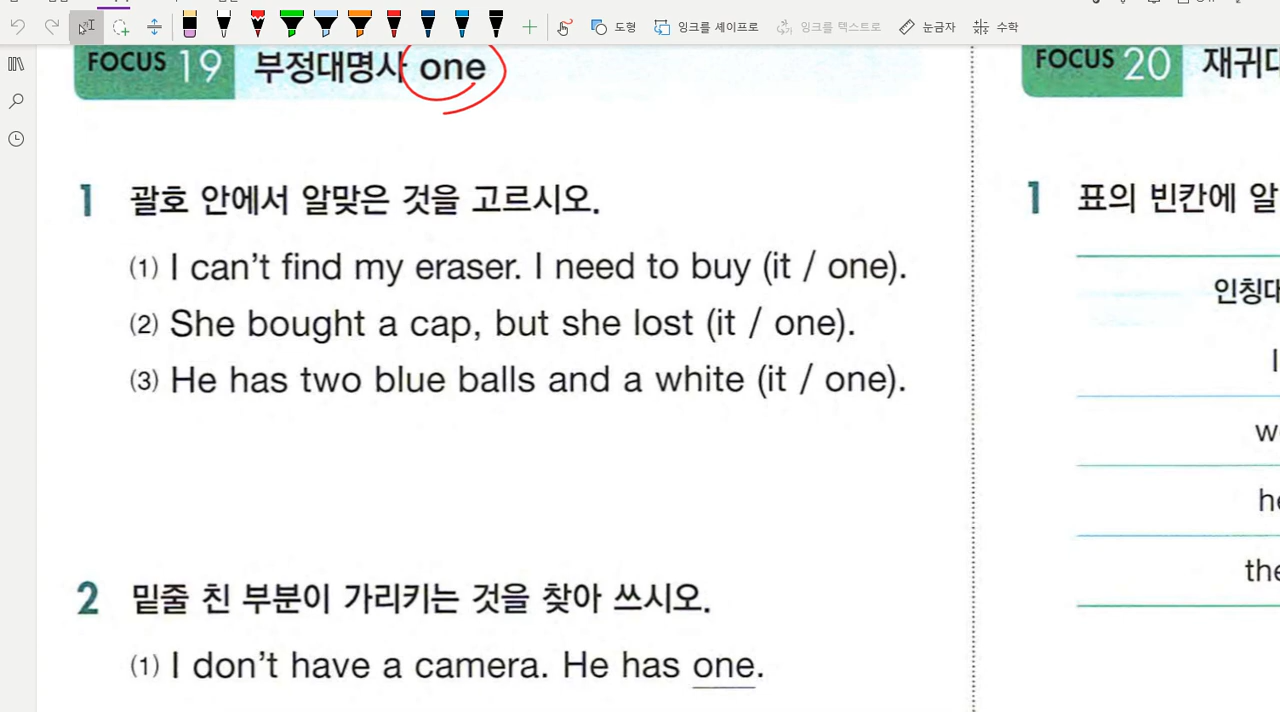 도형
잉크를 셰이프로
잉크를 텍스트로
눈금자
수학
FOCUS 19 부정대명사 one
1 괄호 안에서 알맞은 것을 고르시오.
(1) I can't find my eraser. I need to buy (it / one).
(2) She bought a cap, but she lost (it / one).
(3) He has two blue balls and a white (it / one).
2 밑줄 친 부분이 가리키는 것을 찾아 쓰시오.
(1) I don't have a camera. He has one.
FOCUS 20 재귀대
1 표의 빈칸에 알
인칭대
I
w
he
the